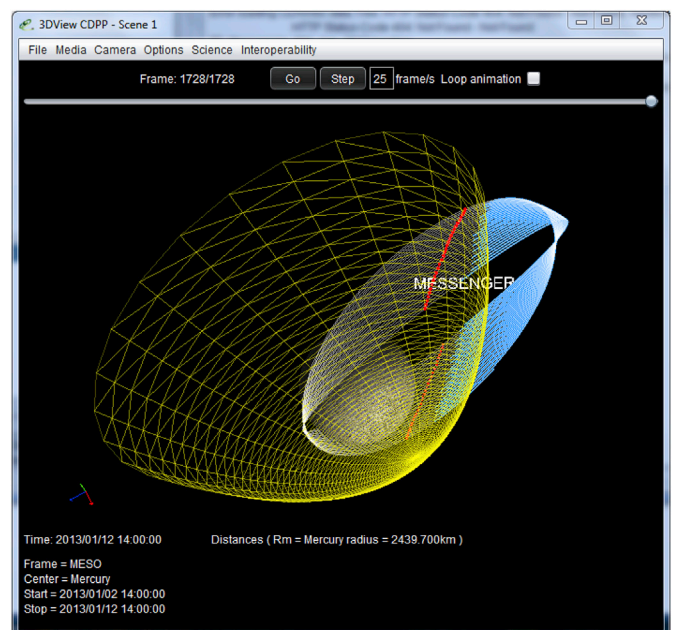 3DView CDPP - Scene 1
File Media Camera Options Science Interoperability
Frame: 1728/1728 Go Step 25 frame/s Loop animation
MESSENGER
Time: 2013/01/12 14:00:00 Distances ( Rm = Mercury radius = 2439.700km )
Frame = MESO
Center = Mercury
Start = 2013/01/02 14:00:00
Stop = 2013/01/12 14:00:00